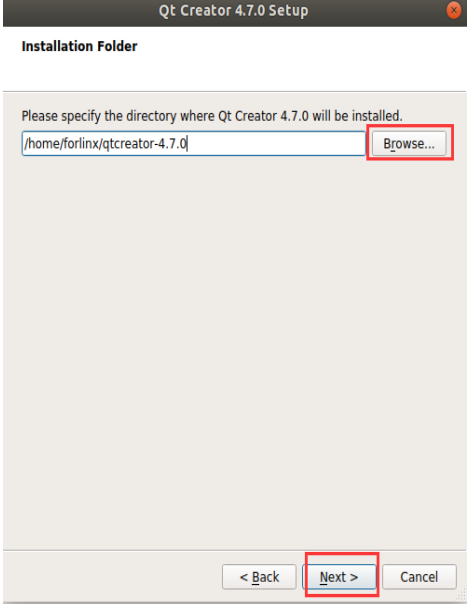 Qt Creator 4.7.0 Setup
Installation Folder
Please specify the directory where Qt Creator 4.7.0 will be installed.
/home/forlinx/qtcreator-4.7.0
Browse...
< Back
Next >
Cancel